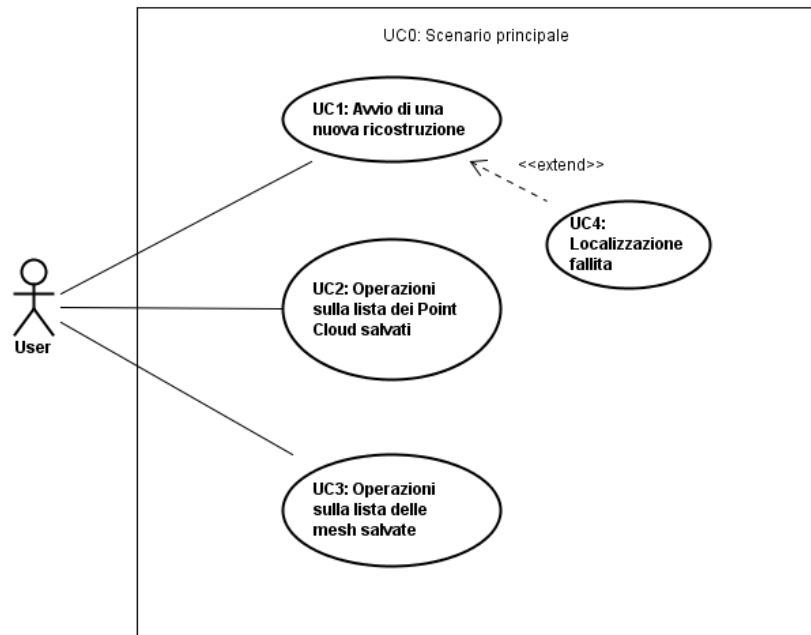 UC0: Scenario principale
UC1: Avvio di una
nuova ricostruzione
<<extend>>
UC4:
Localizzazione
fallita
UC2: Operazioni
sulla lista dei Point
Cloud salvati
User
UC3: Operazioni
sulla lista delle
mesh salvate